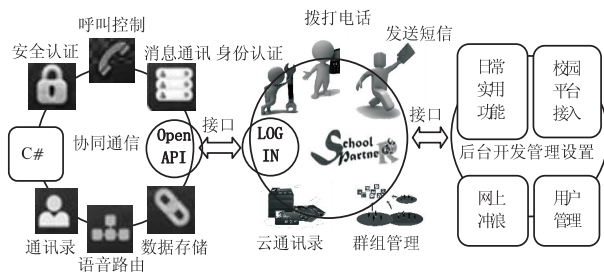 呼叫控制
安全认证
消息通讯
身份认证
拨打电话
发送短信
C#
协同通信
Open
API
接口
LOG
IN
School
Partner
接口
日常
实用
功能
校园
平台
接入
后台开发管理设置
网上
冲浪
用户
管理
通讯录
语音路由
数据存储
云通讯录
群组管理